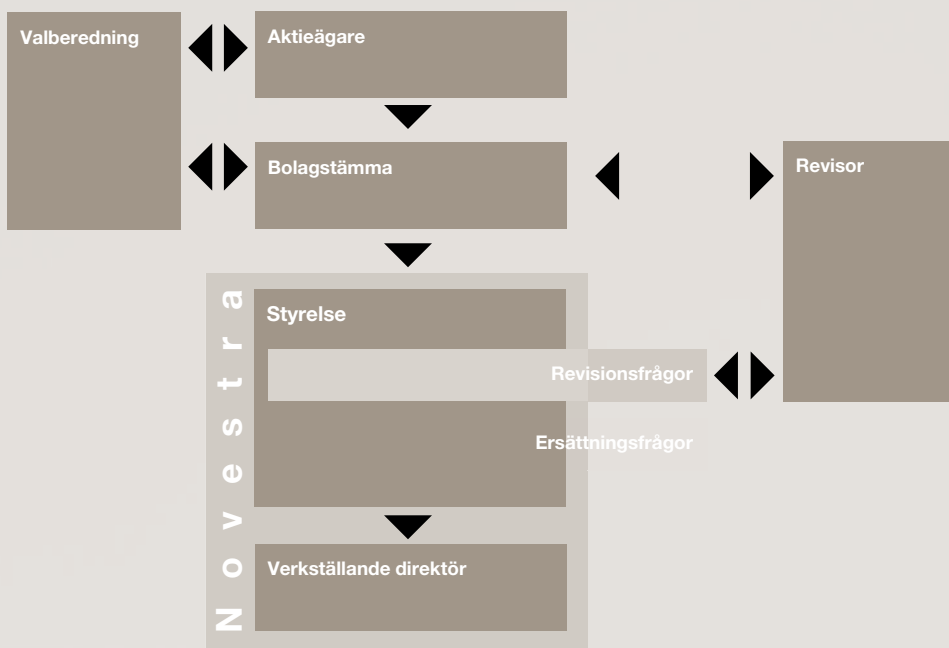 Valberedning
Aktieägare
Bolagstämma
Revisor
Novestra
Styrelse
Revisionsfrågor
Ersättningsfrågor
Verkställande direktör